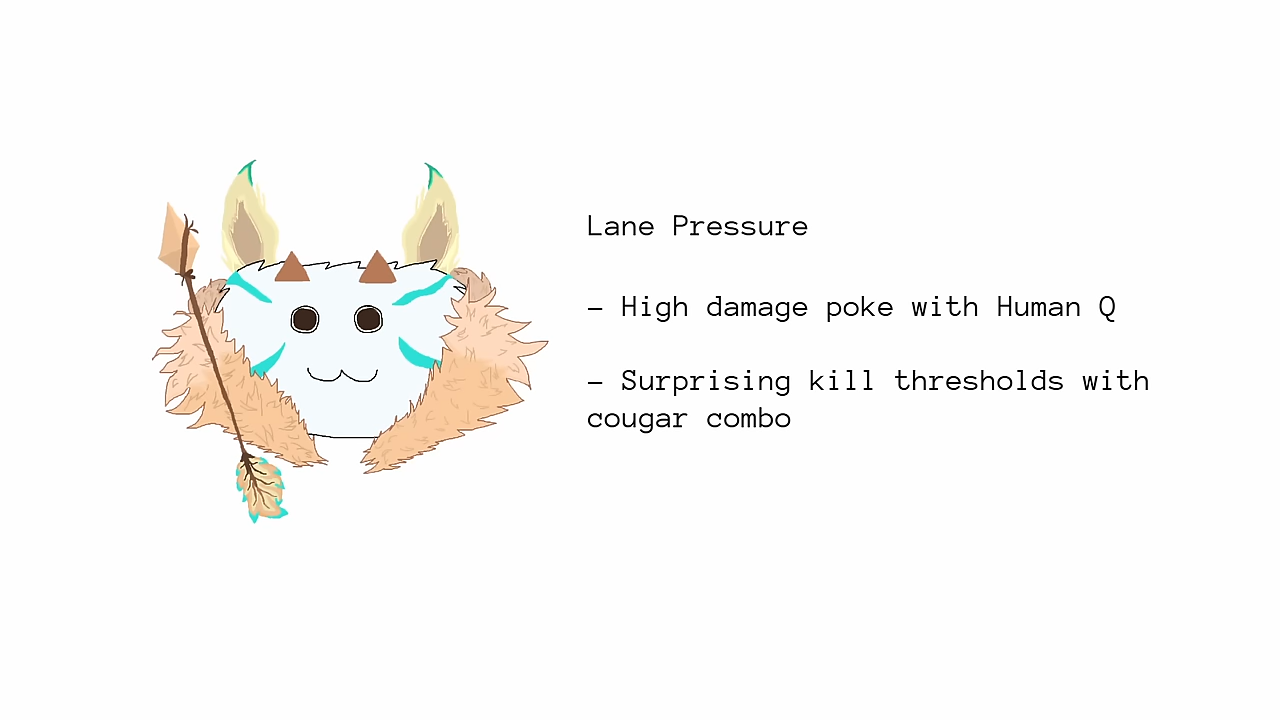 Lane Pressure
- High damage poke with Human Q
- Surprising kill thresholds with
cougar combo